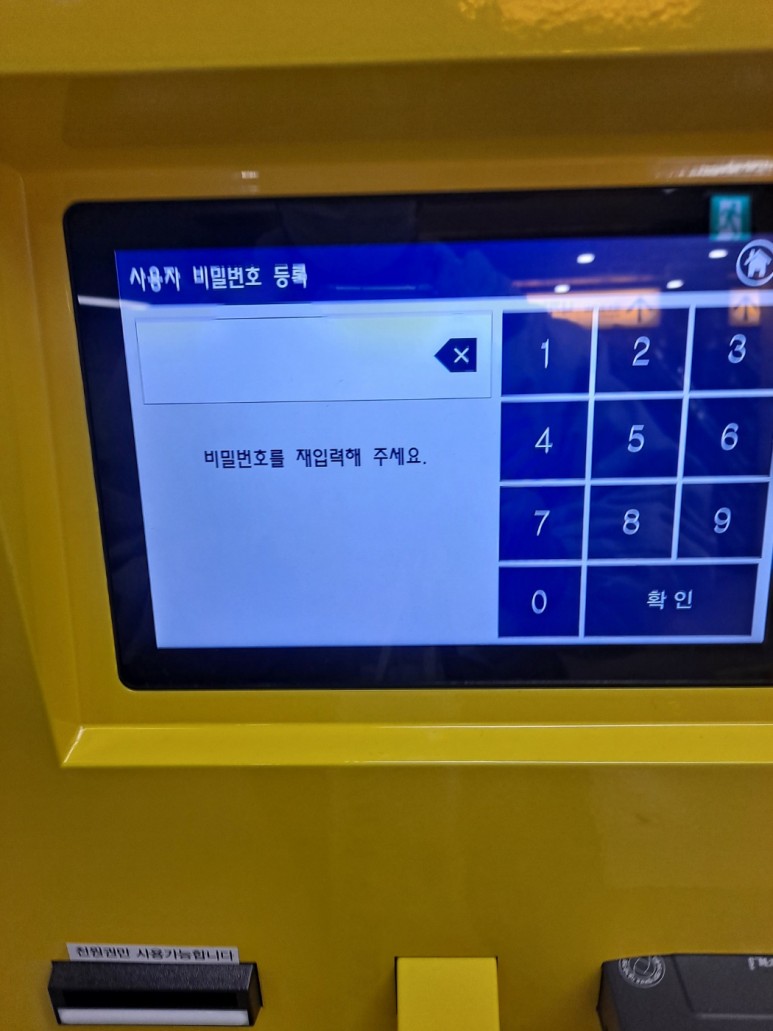 사용자 비밀번호 등록
비밀번호를 재입력해 주세요.
1 2 3
4 5 6
7 8 9
0 확인
천원권만 사용가능합니다